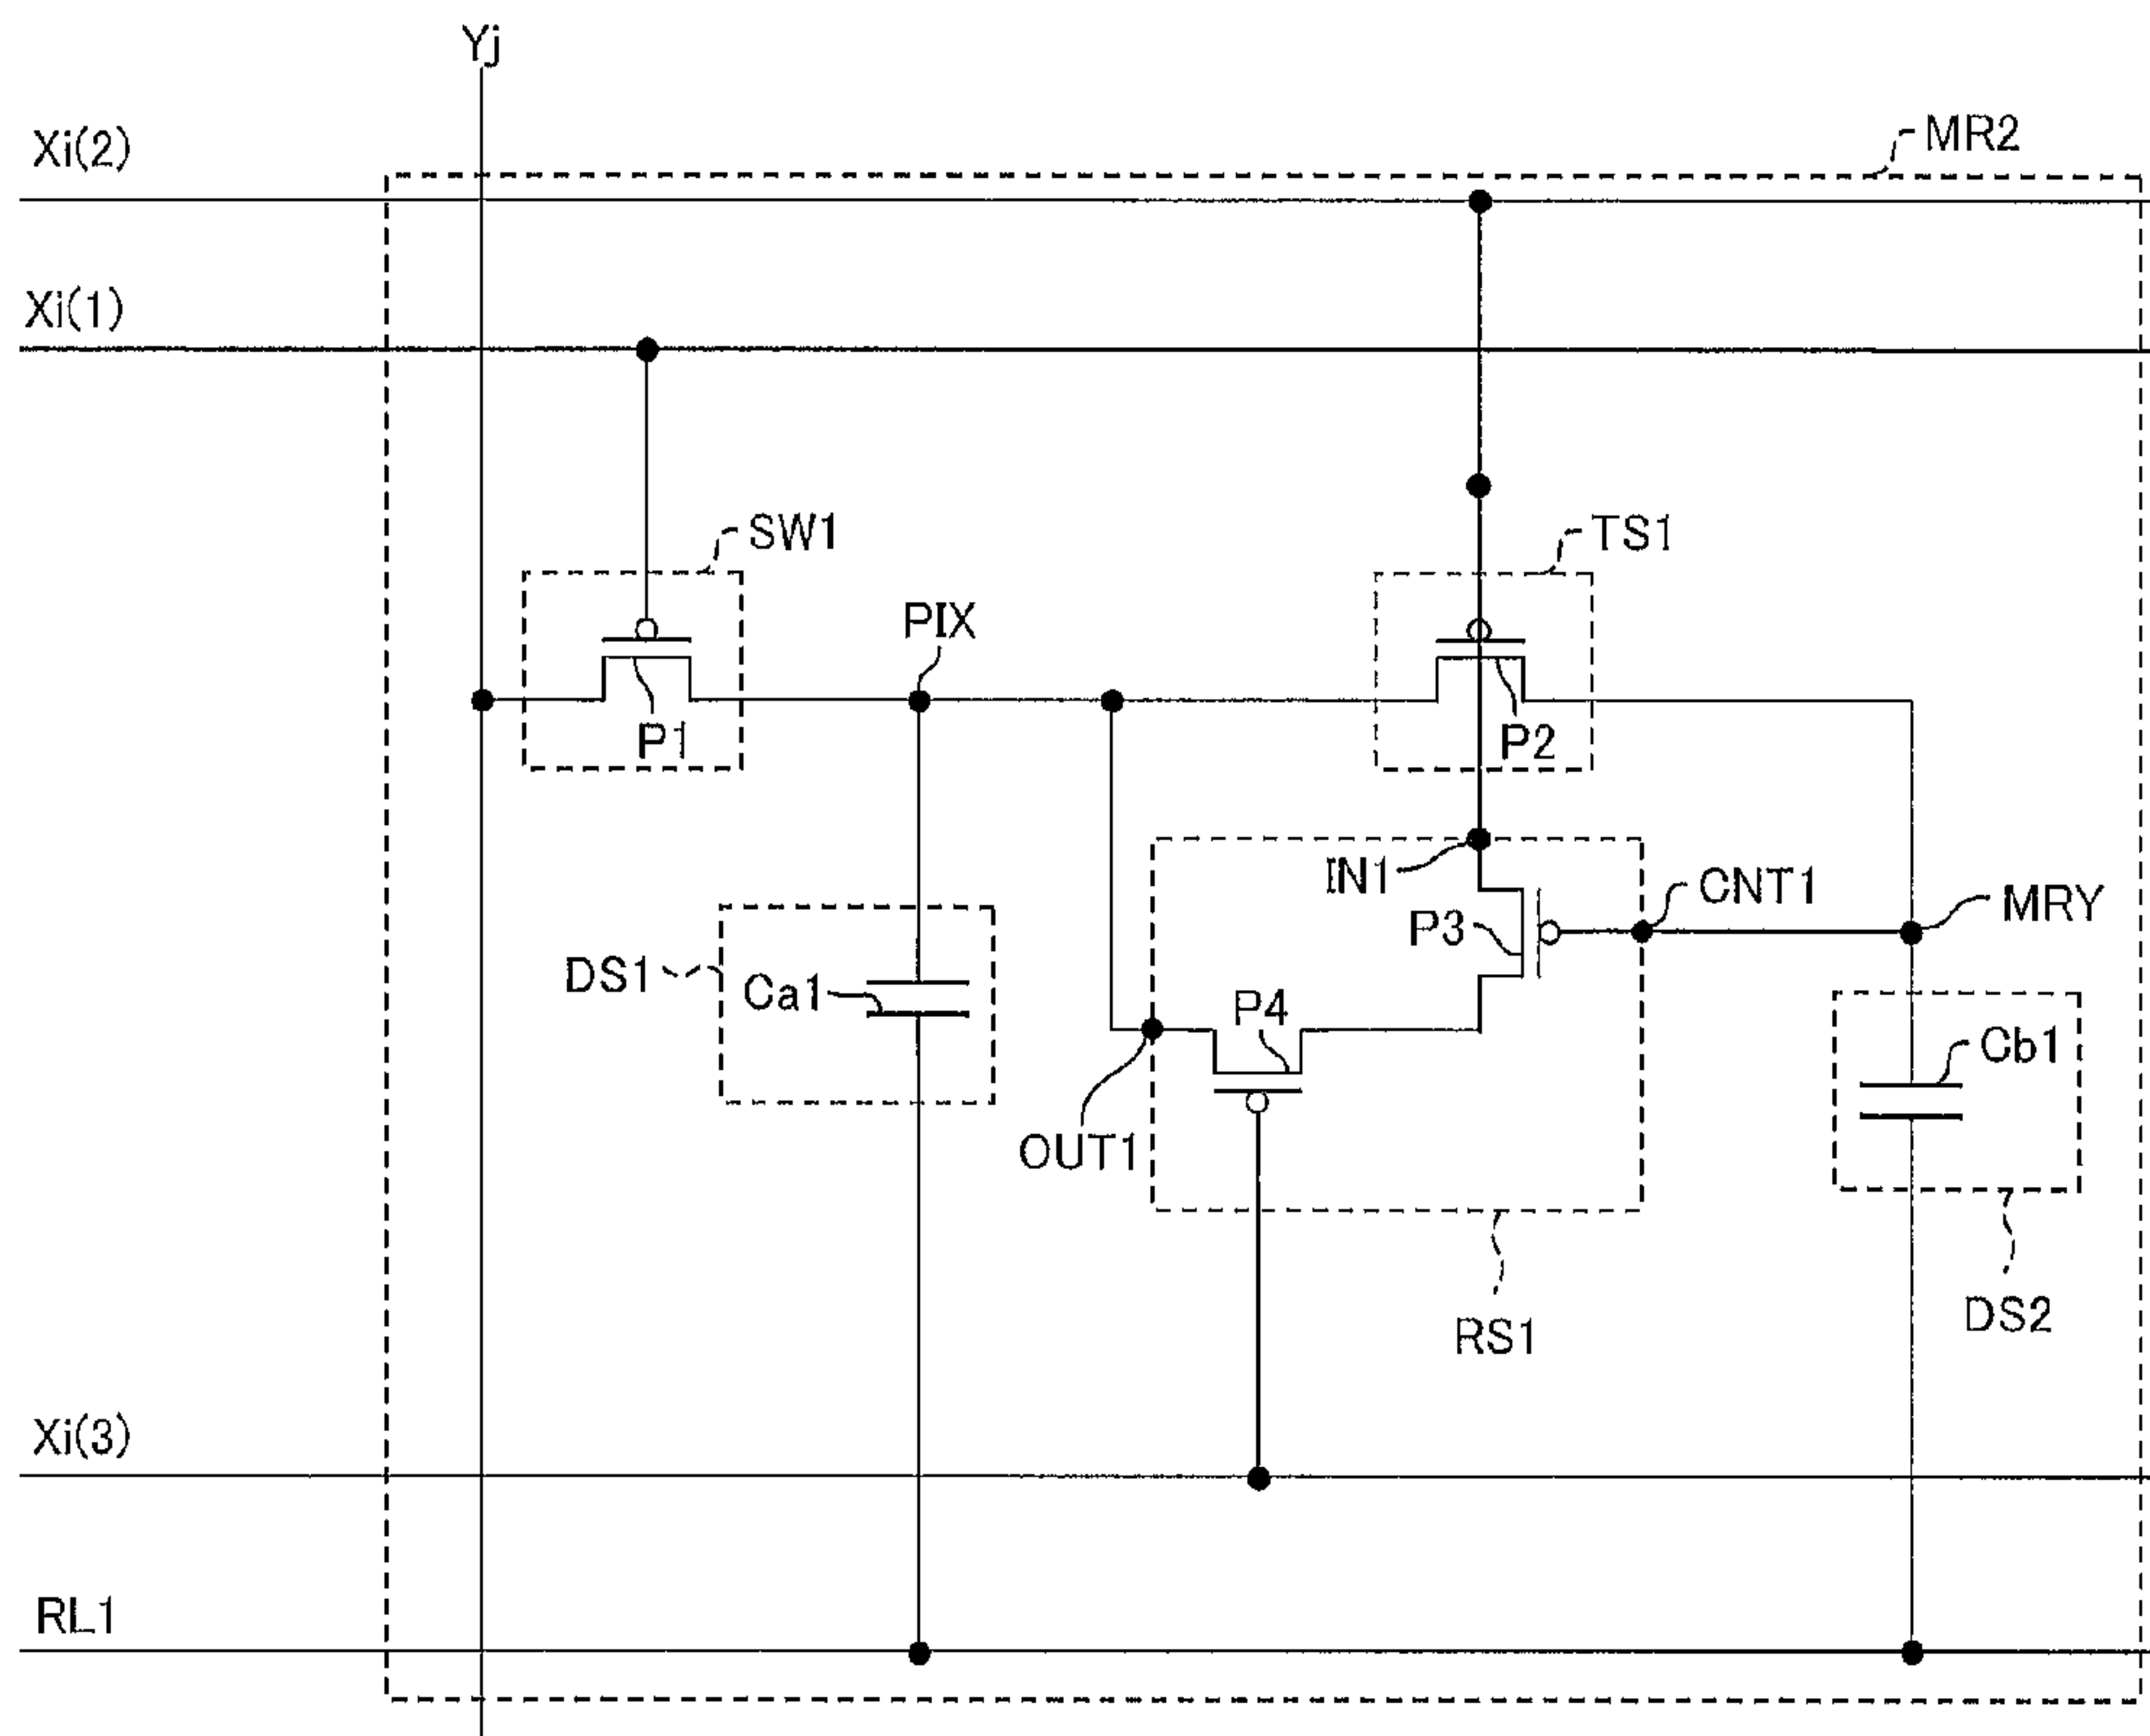 Yj
Xi(2)
MR2
Xi(1)
SW1
TS1
PIX
P1
P2
IN1
CNT1
MRY
P3
DS1
Ca1
P4
Cb1
OUT1
RS1
DS2
Xi(3)
RL1